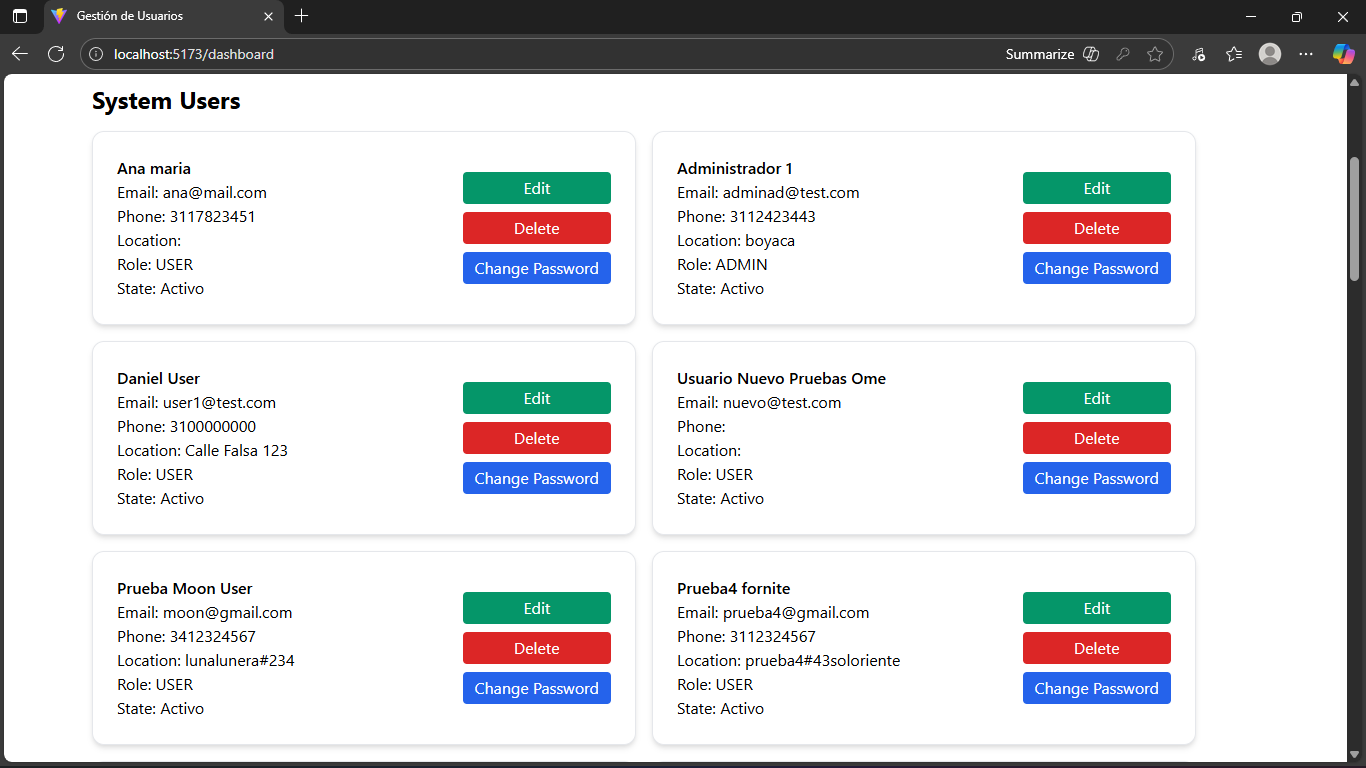 Gestión de Usuarios
localhost:5173/dashboard
Summarize
System Users
Ana maria
Email: ana@mail.com
Phone: 3117823451
Location:
Role: USER
State: Activo
Edit
Delete
Change Password
Administrador 1
Email: adminad@test.com
Phone: 3112423443
Location: boyaca
Role: ADMIN
State: Activo
Edit
Delete
Change Password
Daniel User
Email: user1@test.com
Phone: 3100000000
Location: Calle Falsa 123
Role: USER
State: Activo
Edit
Delete
Change Password
Usuario Nuevo Pruebas Ome
Email: nuevo@test.com
Phone:
Location:
Role: USER
State: Activo
Edit
Delete
Change Password
Prueba Moon User
Email: moon@gmail.com
Phone: 3412324567
Location: lunalunera#234
Role: USER
State: Activo
Edit
Delete
Change Password
Prueba4 fornite
Email: prueba4@gmail.com
Phone: 3112324567
Location: prueba4#43soloriente
Role: USER
State: Activo
Edit
Delete
Change Password